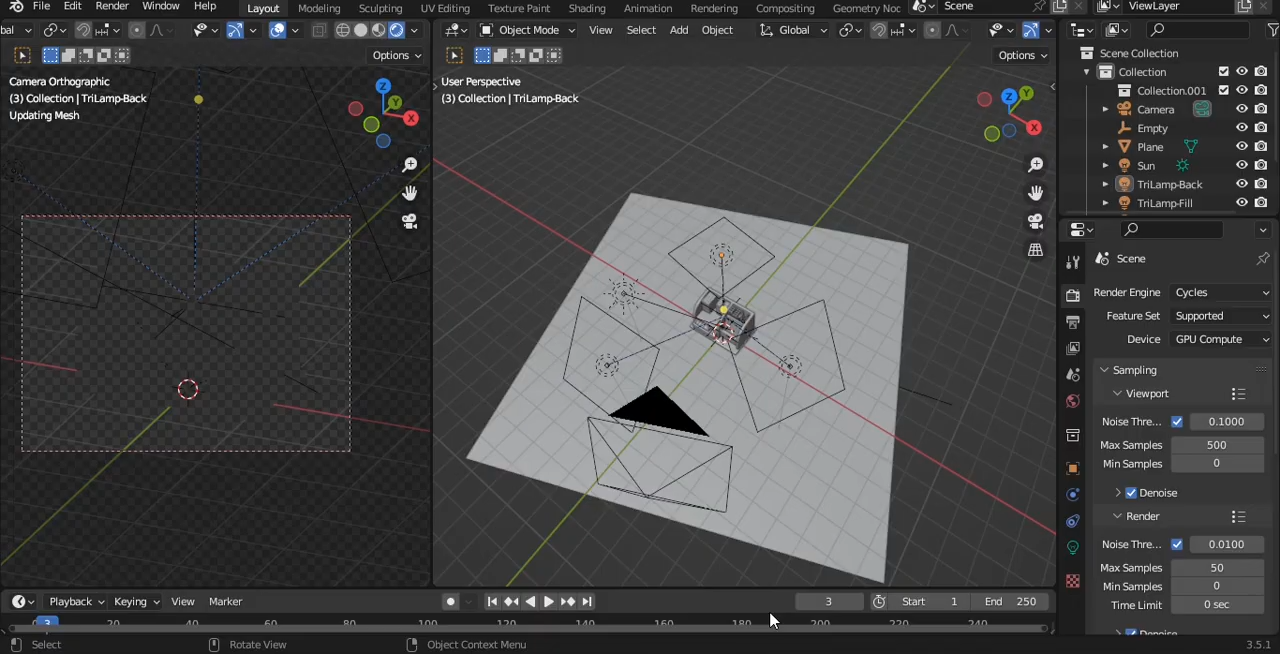 File Edit Render Window Help Layout Modeling Sculpting UV Editing Texture Paint Shading Animation Rendering Compositing Geometry Noc Scene ViewLayer
bal Object Mode View Select Add Object Global
Options Options
Camera Orthographic
(3) Collection | TriLamp-Back
Updating Mesh
Z
Y
X
User Perspective
(3) Collection | TriLamp-Back
Z
Y
X
Scene Collection
Collection
Collection.001
Camera
Empty
Plane
Sun
TriLamp-Back
TriLamp-Fill
Scene
Render Engine Cycles
Feature Set Supported
Device GPU Compute
Sampling
Viewport
Noise Thre... 0.1000
Max Samples 500
Min Samples 0
Denoise
Render
Noise Thre... 0.0100
Max Samples 50
Min Samples 0
Time Limit 0 sec
Denoise
Playback Keying View Marker 3 Start 1 End 250
3 20 40 60 80 100 120 140 160 180 200 220 240
Select Rotate View Object Context Menu 3.5.1